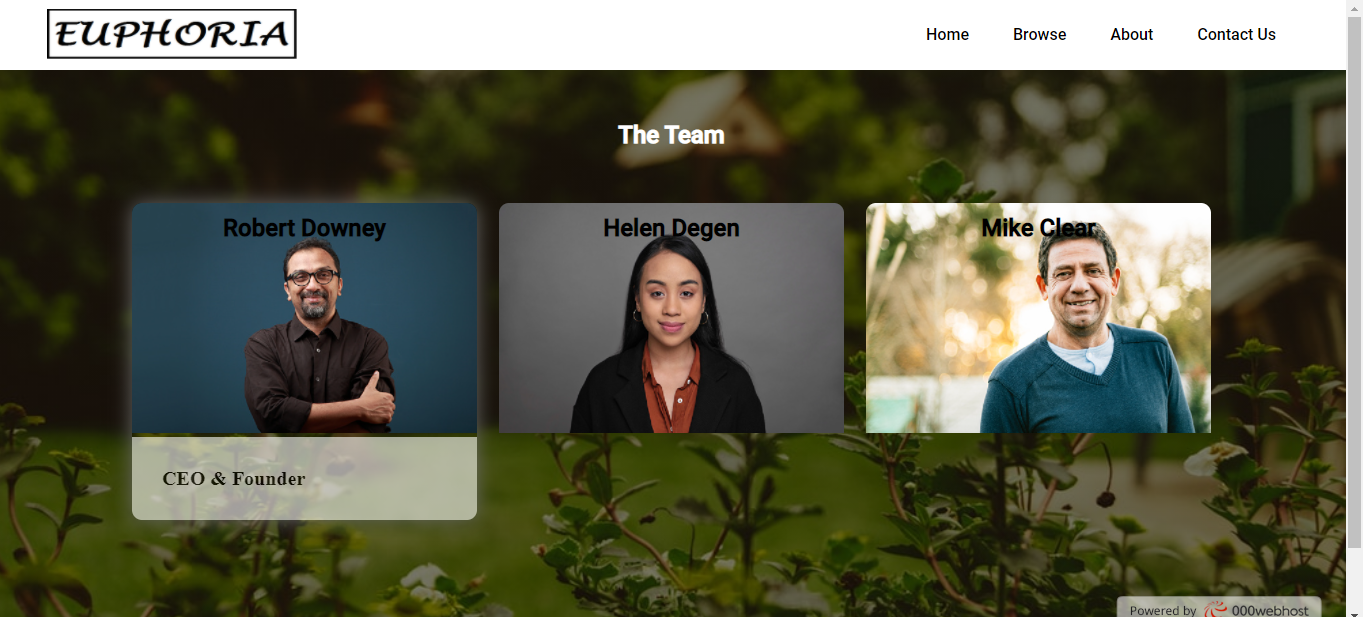 EUPHORIA
Home Browse About Contact Us
The Team
Robert Downey
Helen Degen
Mike Clear
CEO & Founder
Powered by 000webhost